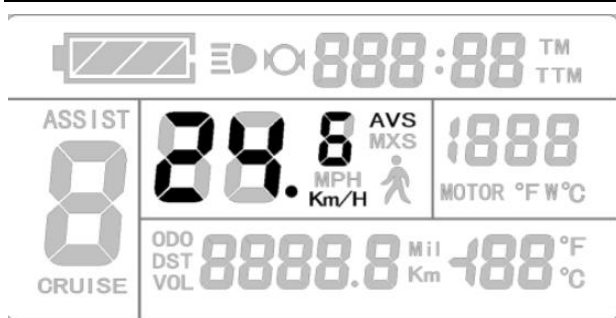 888:88 TM
TTM
ASSIST
8
CRUISE
24.6 AVS
MXS
MPH
Km/H
1888
MOTOR °F W°C
ODO
DST
VOL
8888.8 Mil
Km
-188 °F
°C